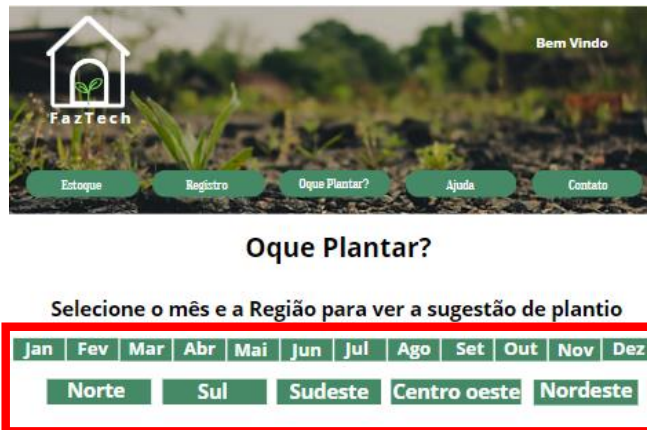 Bem Vindo
FazTech
Estoque Registro Oque Plantar? Ajuda Contato
Oque Plantar?
Selecione o mês e a Região para ver a sugestão de plantio
Jan Fev Mar Abr Mai Jun Jul Ago Set Out Nov Dez
Norte Sul Sudeste Centro oeste Nordeste